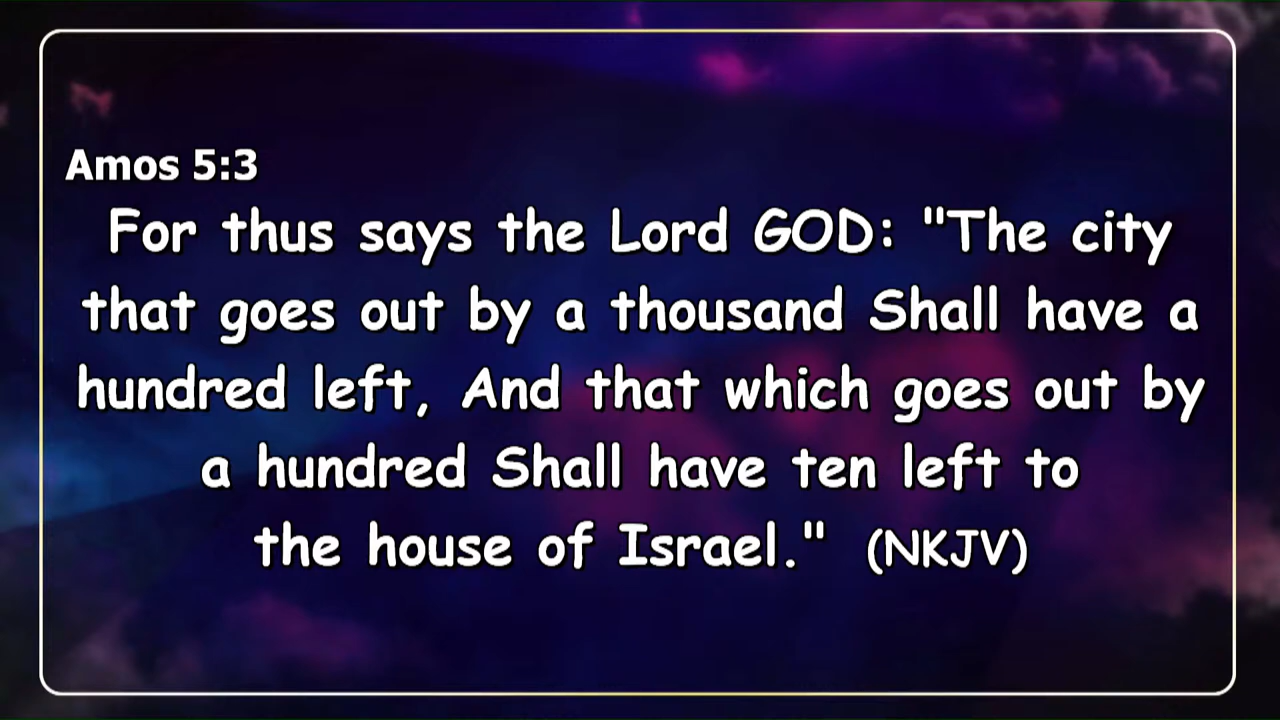 Amos 5:3
For thus says the Lord GOD: "The city
that goes out by a thousand Shall have a
hundred left, And that which goes out by
a hundred Shall have ten left to
the house of Israel." (NKJV)